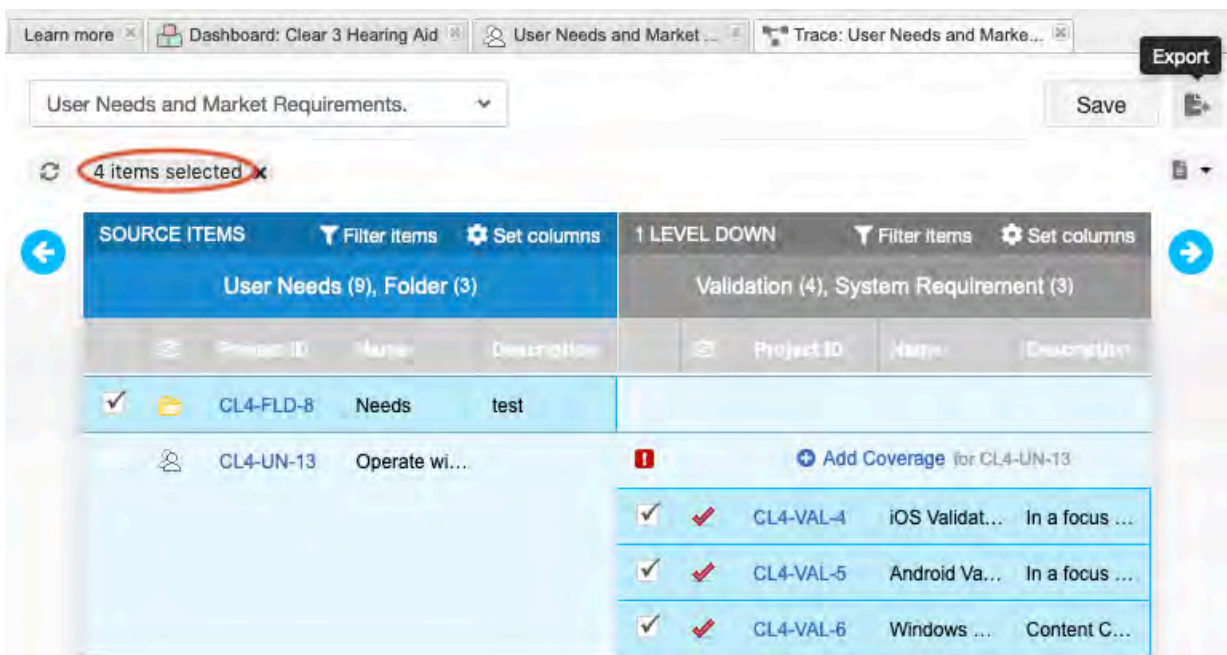 Learn more Dashboard: Clear 3 Hearing Aid User Needs and Market ... Trace: User Needs and Marke...
Export
User Needs and Market Requirements. Save
4 items selected
SOURCE ITEMS Filter items Set columns 1 LEVEL DOWN Filter items Set columns
User Needs (9), Folder (3) Validation (4), System Requirement (3)
Project ID Name Description Project ID Name Description
CL4-FLD-8 Needs test
CL4-UN-13 Operate wi... Add Coverage for CL4-UN-13
CL4-VAL-4 iOS Validat... In a focus ...
CL4-VAL-5 Android Va... In a focus ...
CL4-VAL-6 Windows ... Content C...